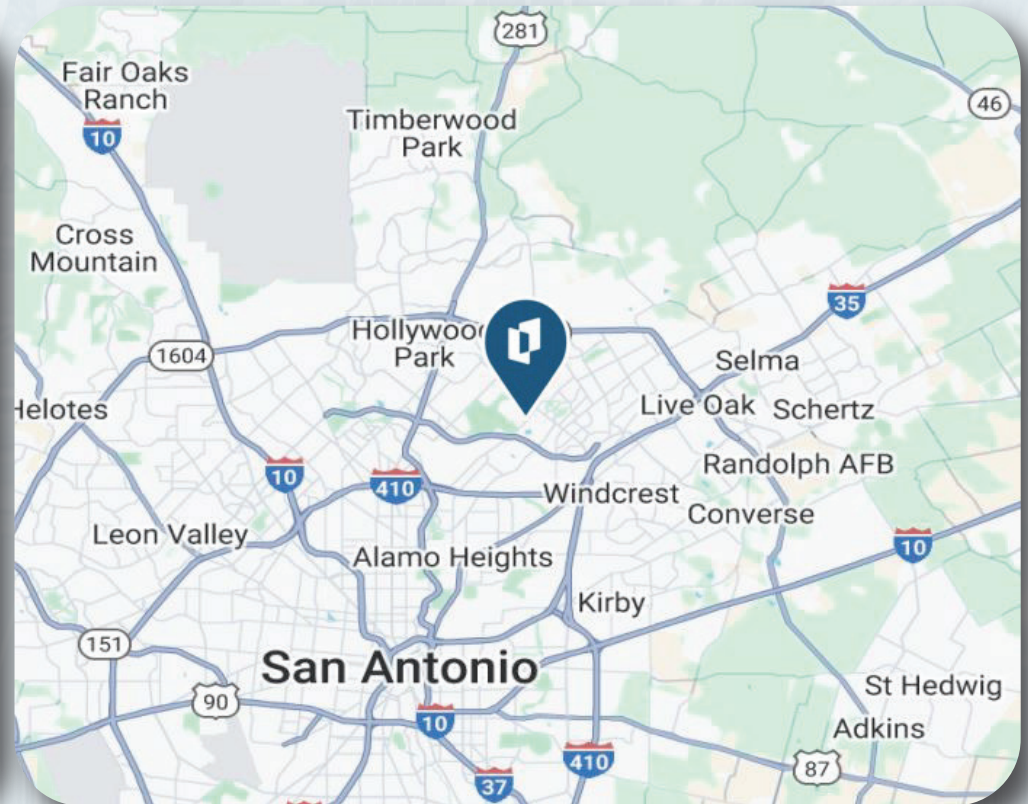 281
Fair Oaks
Ranch
46
10
Timberwood
Park
Cross
Mountain
35
Hollywoo
Park
1604
Selma
Helotes
Live Oak
Schertz
10
410
Randolph AFB
Windcrest
Converse
Leon Valley
10
Alamo Heights
Kirby
151
San Antonio
90
St Hedwig
10
Adkins
410
87
37